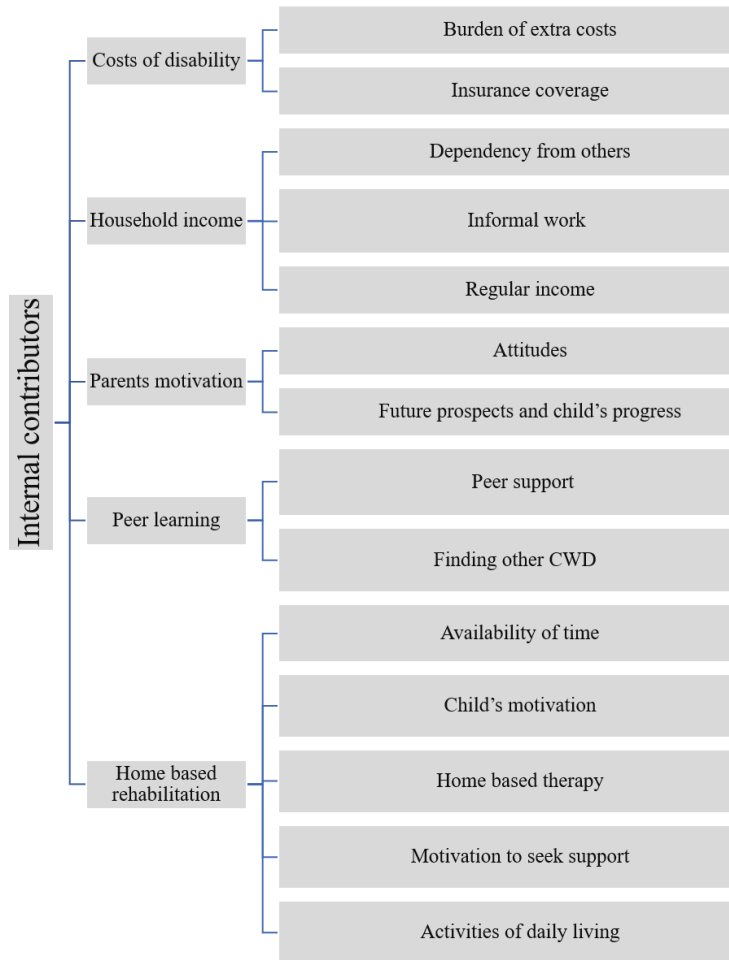 Internal contributors
Costs of disability
Burden of extra costs
Insurance coverage
Household income
Dependency from others
Informal work
Regular income
Parents motivation
Attitudes
Future prospects and child’s progress
Peer learning
Peer support
Finding other CWD
Home based
rehabilitation
Availability of time
Child’s motivation
Home based therapy
Motivation to seek support
Activities of daily living